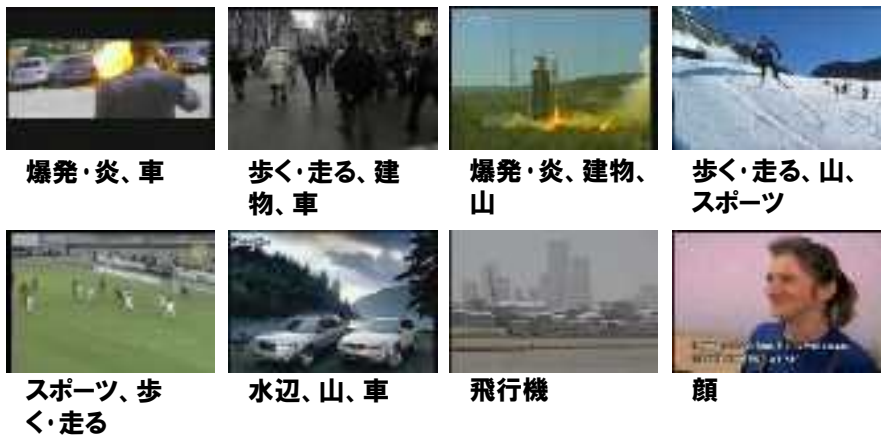 爆発・炎、車
歩く・走る、建
物、車
爆発・炎、建物、
山
歩く・走る、山、
スポーツ
スポーツ、歩
く・走る
水辺、山、車
飛行機
顔